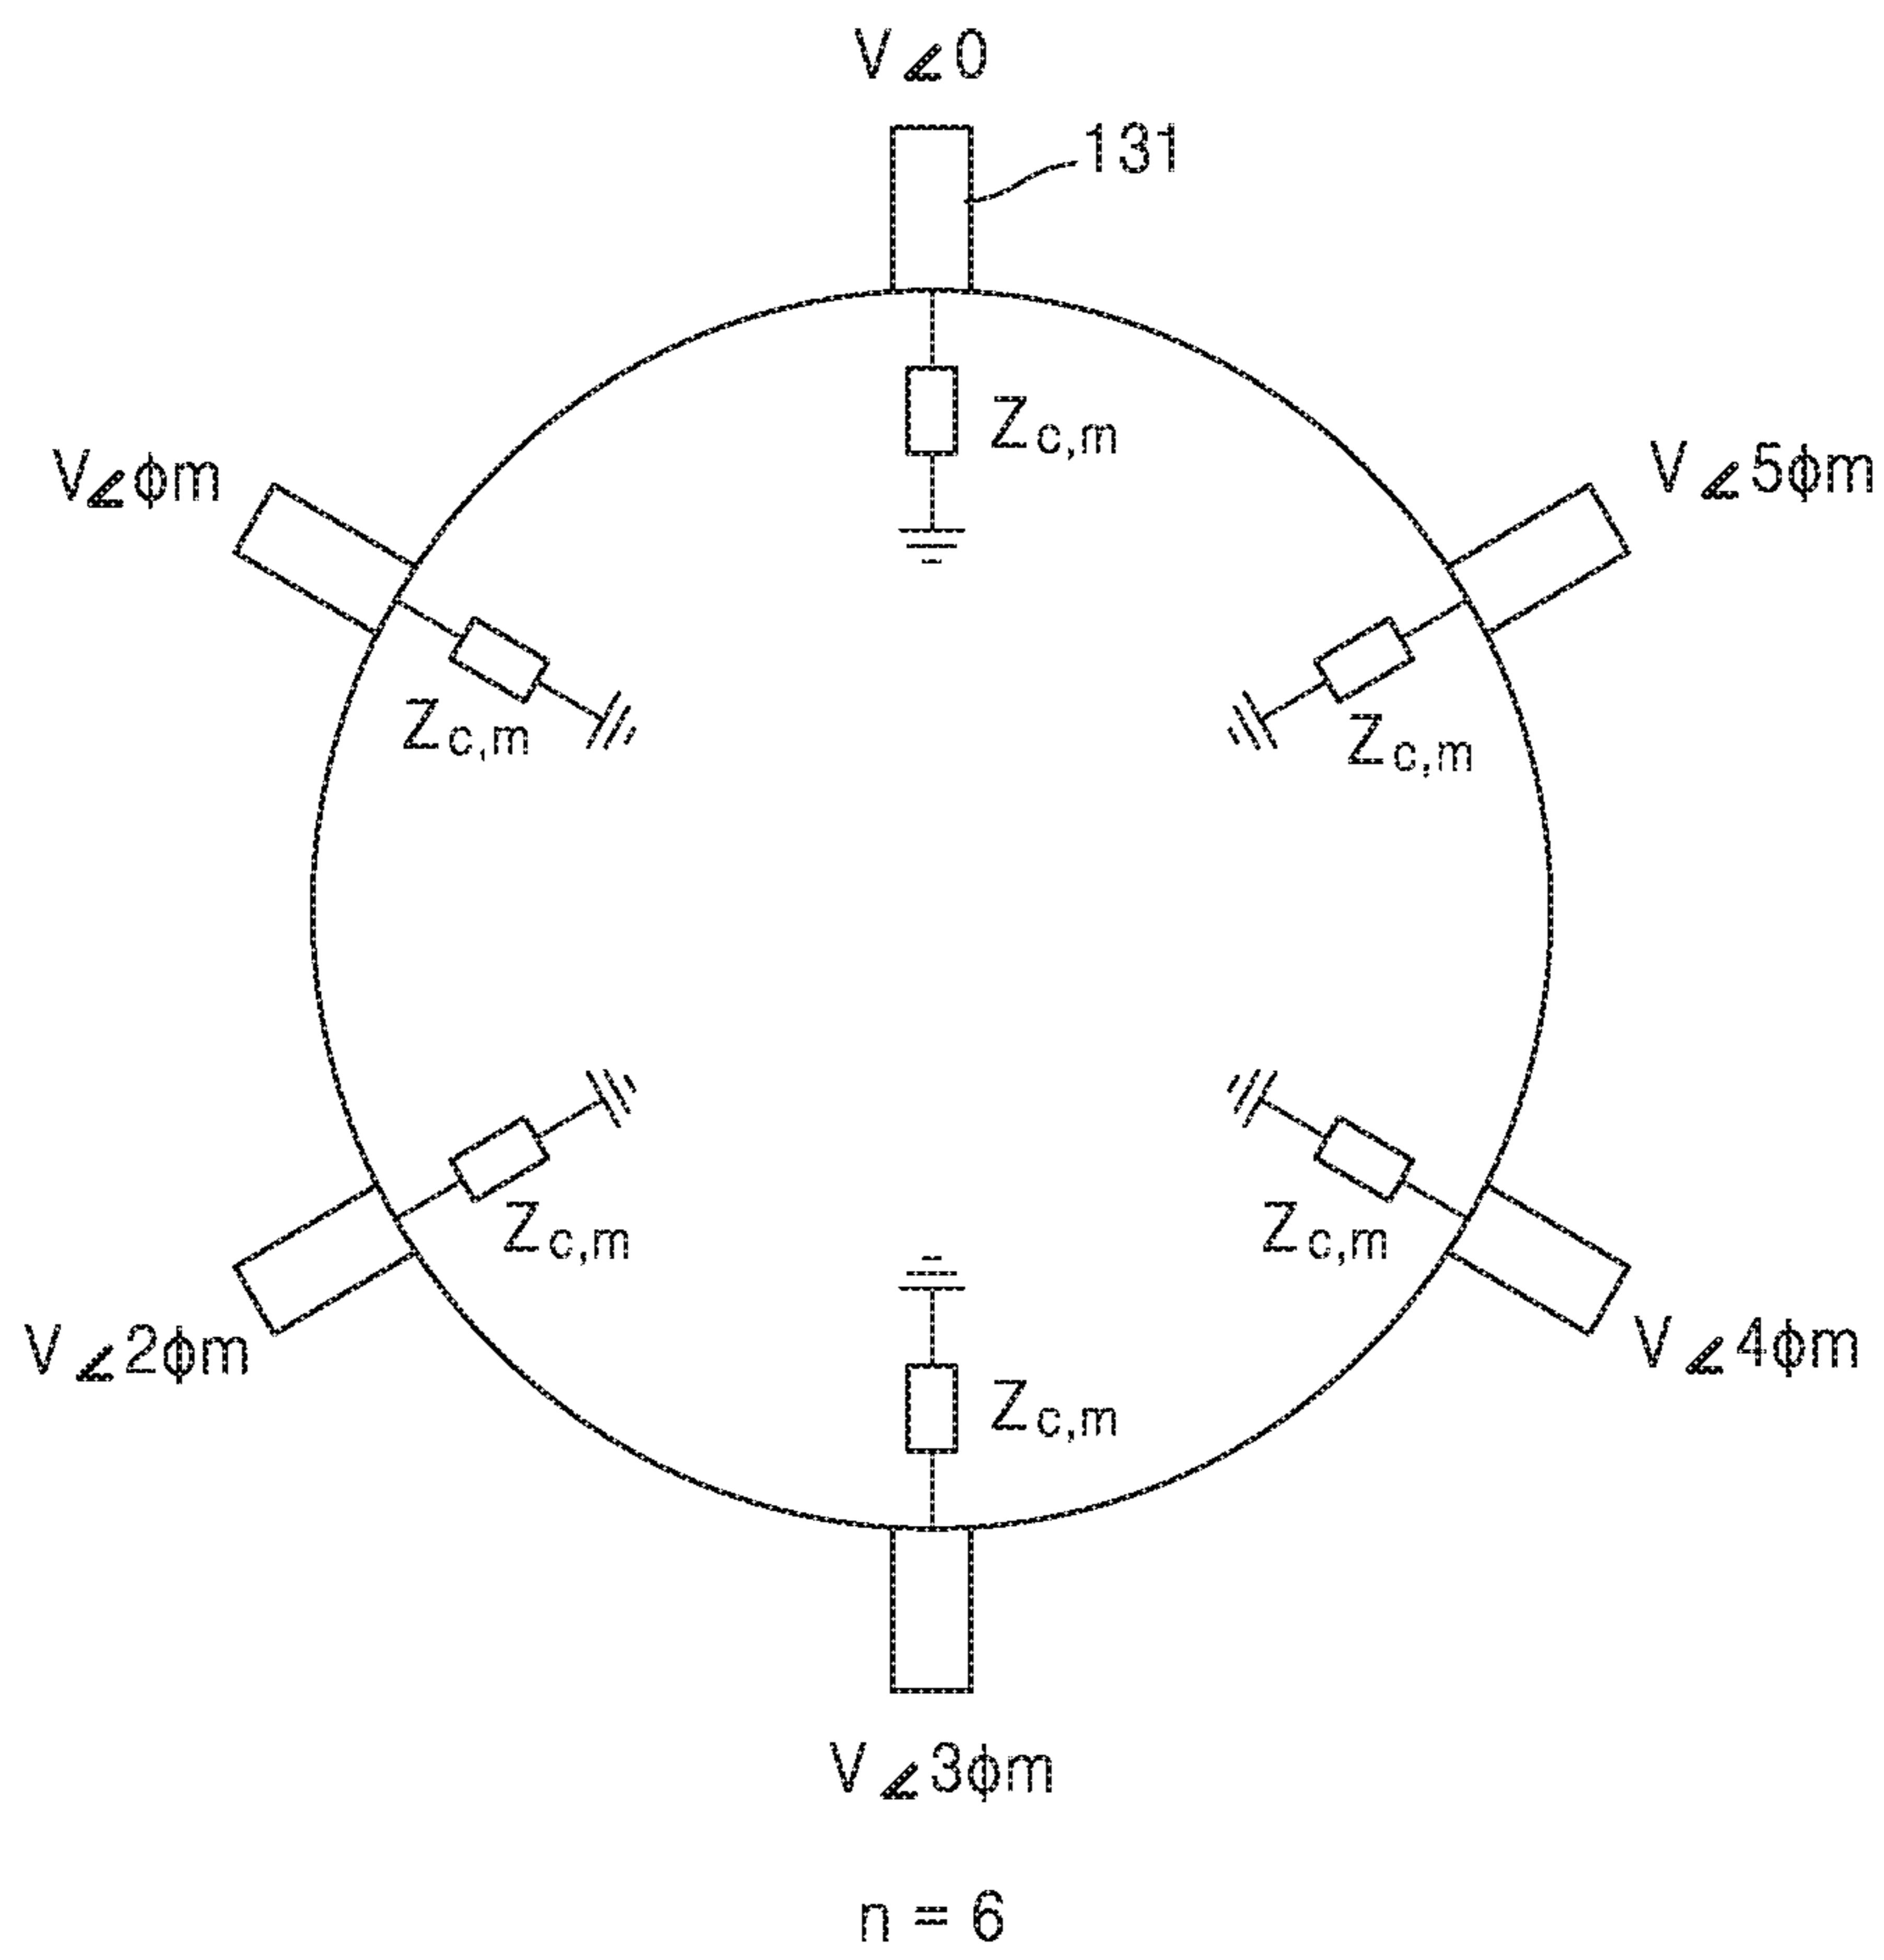 V∠0
131
Zc,m
V∠ϕm
V∠5ϕm
Zc,m
Zc,m
Zc,m
Zc,m
V∠2ϕm
V∠4ϕm
Zc,m
V∠3ϕm
n = 6